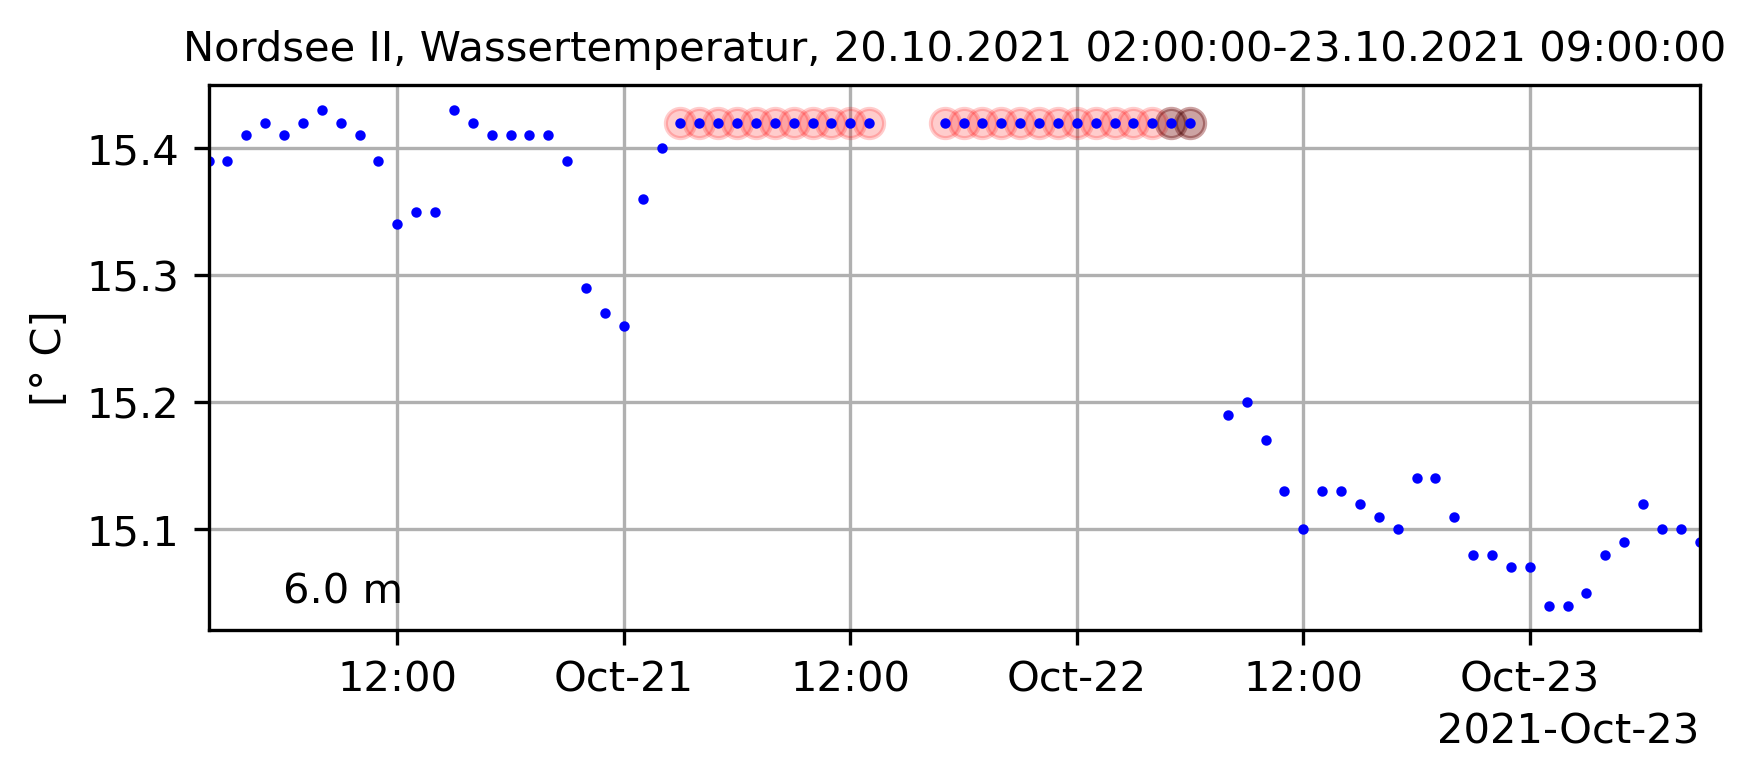 Nordsee II, Wassertemperatur, 20.10.2021 02:00:00-23.10.2021 09:00:00
15.4
15.3
[° C]
15.2
15.1
6.0 m
12:00 Oct-21 12:00 Oct-22 12:00 Oct-23
2021-Oct-23